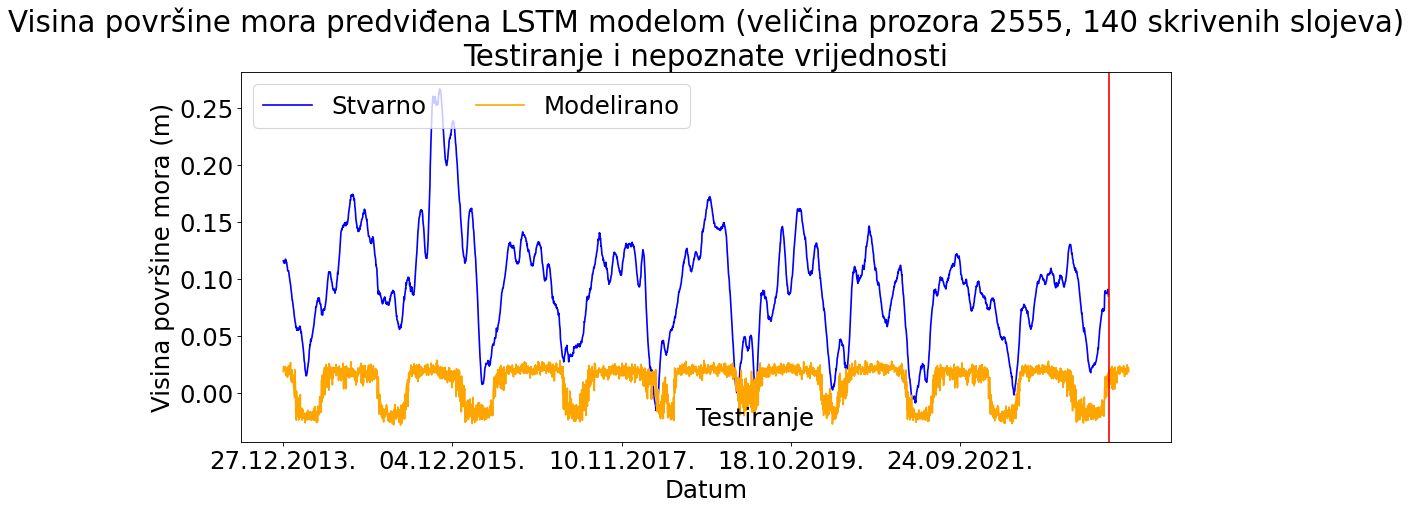 Visina površine mora predviđena LSTM modelom (veličina prozora 2555, 140 skrivenih slojeva)
Testiranje i nepoznate vrijednosti
Stvarno Modelirano
Visina površine mora (m)
0.25
0.20
0.15
0.10
0.05
0.00
Testiranje
27.12.2013. 04.12.2015. 10.11.2017. 18.10.2019. 24.09.2021.
Datum